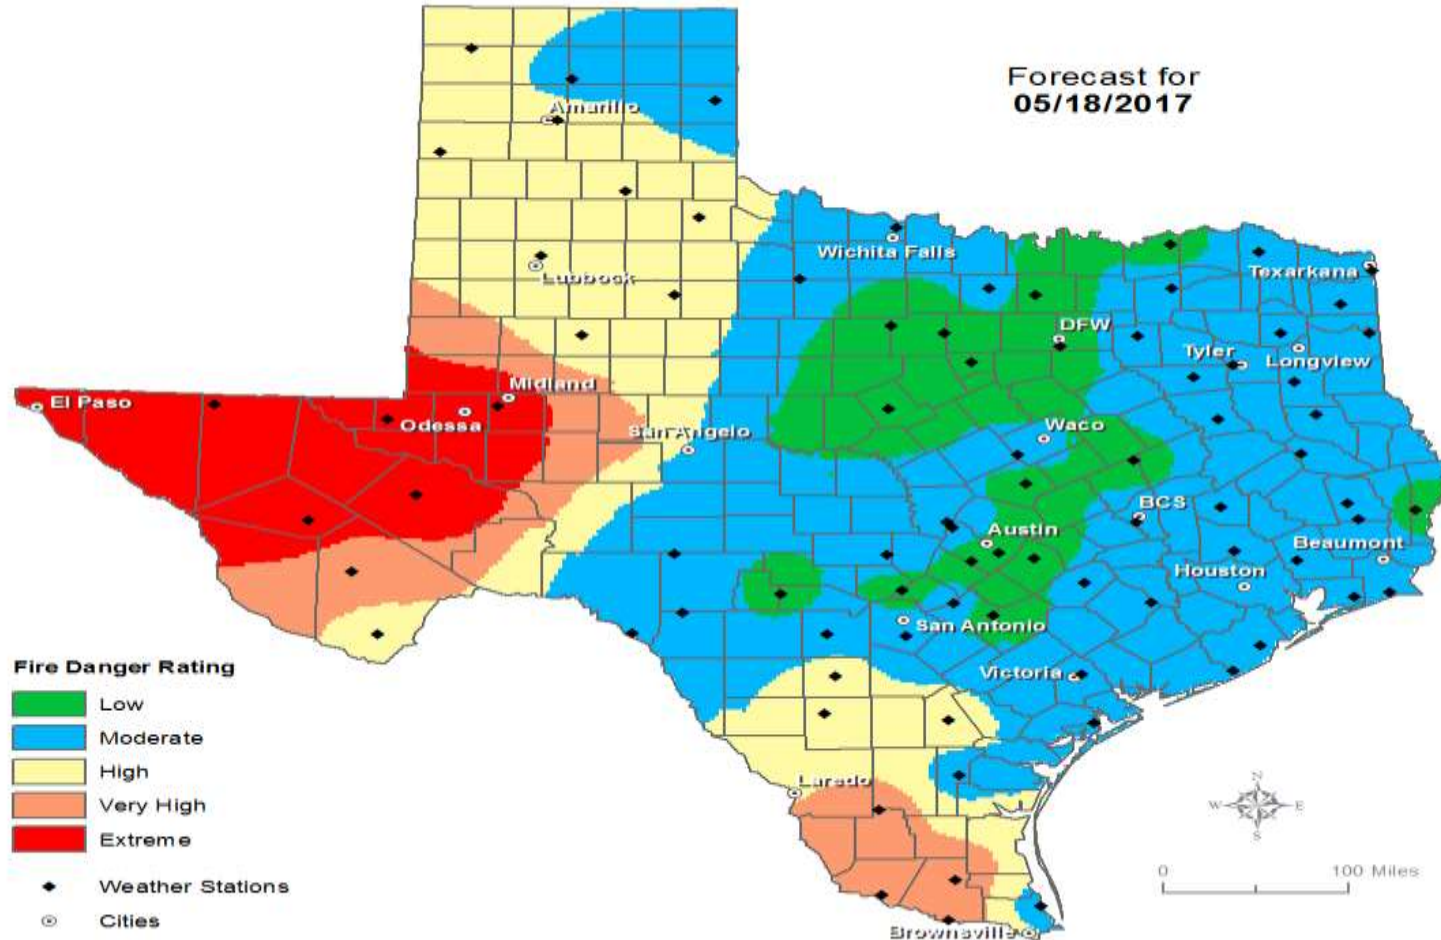 Forecast for
05/18/2017
Amarillo
Wichita Falls
Lubbock
Texarkana
DFW
Tyler
Longview
Midland
El Paso
Odessa
San Angelo
Waco
BCS
Austin
Beaumont
Houston
San Antonio
Victoria
Laredo
Brownsville
Fire Danger Rating
Low
Moderate
High
Very High
Extreme
Weather Stations
Cities
N
W E
S
0 100 Miles